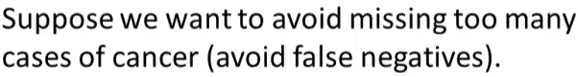 Suppose we want to avoid missing too many
cases of cancer (avoid false negatives).